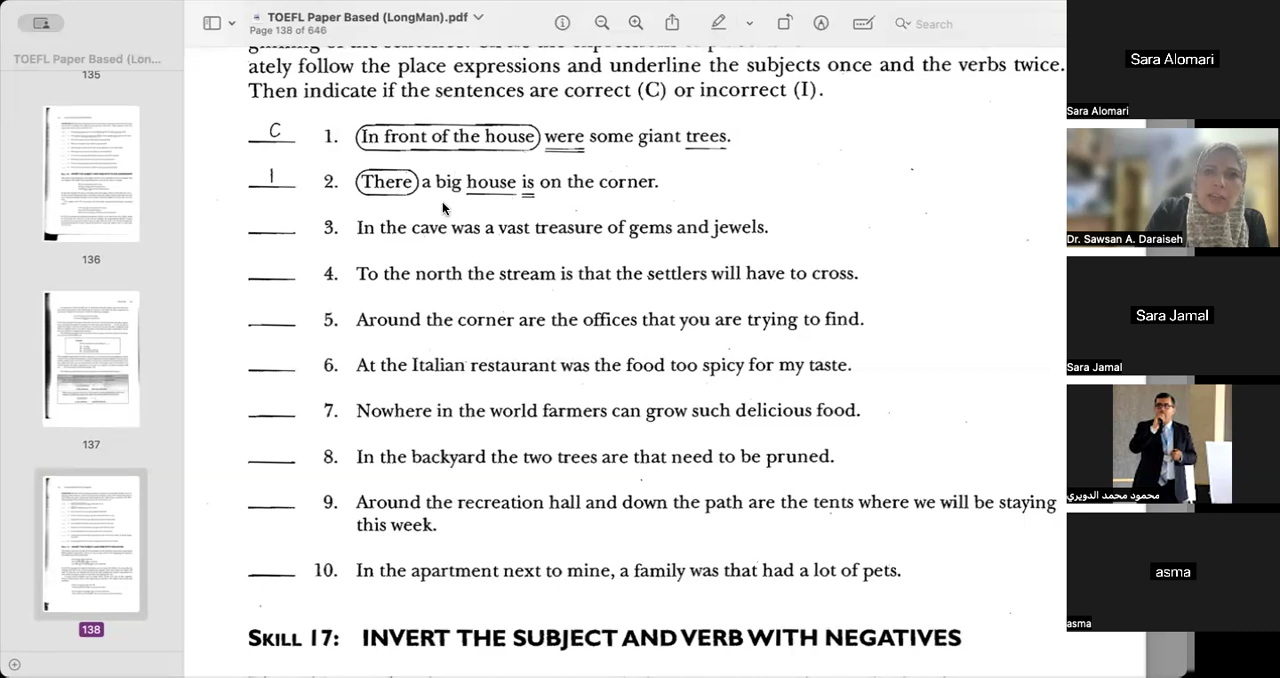 TOEFL Paper Based (LongMan).pdf
Page 138 of 646
Search
TOEFL Paper Based (Lon...
135
136
137
138
ately follow the place expressions and underline the subjects once and the verbs twice.
Then indicate if the sentences are correct (C) or incorrect (I).
C 1. In front of the house were some giant trees.
I 2. There a big house is on the corner.
3. In the cave was a vast treasure of gems and jewels.
4. To the north the stream is that the settlers will have to cross.
5. Around the corner are the offices that you are trying to find.
6. At the Italian restaurant was the food too spicy for my taste.
7. Nowhere in the world farmers can grow such delicious food.
8. In the backyard the two trees are that need to be pruned.
9. Around the recreation hall and down the path are the tents where we will be staying
this week.
10. In the apartment next to mine, a family was that had a lot of pets.
SKILL 17: INVERT THE SUBJECT AND VERB WITH NEGATIVES
Sara Alomari
Sara Alomari
Dr. Sawsan A. Daraiseh
Sara Jamal
Sara Jamal
محمود محمد الدويري
asma
asma